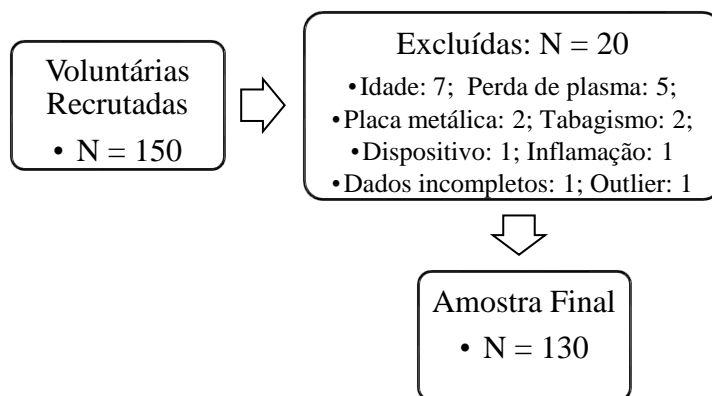 Voluntárias
Recrutadas
• N = 150
Excluídas: N = 20
•Idade: 7; Perda de plasma: 5;
•Placa metálica: 2; Tabagismo: 2;
•Dispositivo: 1; Inflamação: 1
•Dados incompletos: 1; Outlier: 1
Amostra Final
• N = 130